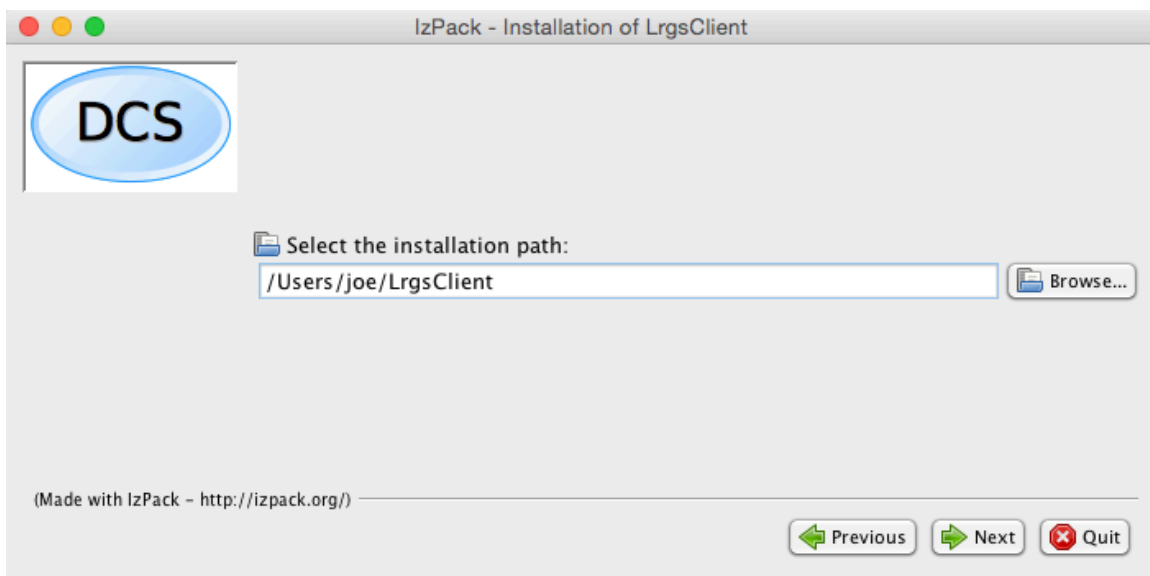 IzPack - Installation of LrgsClient
DCS
Select the installation path:
/Users/joe/LrgsClient
Browse...
(Made with IzPack - http://izpack.org/)
Previous
Next
Quit